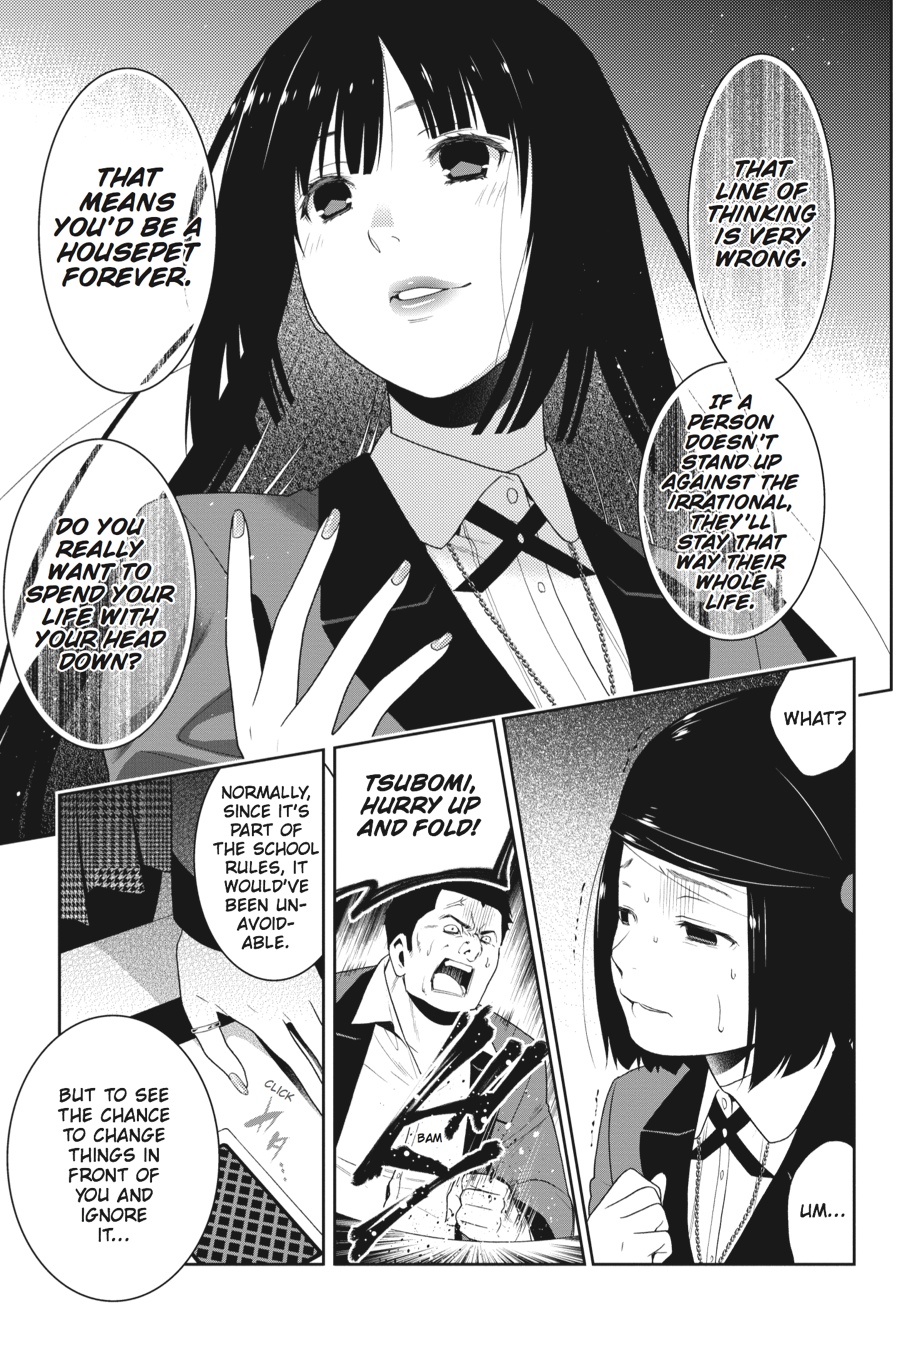 THAT
LINE OF
THINKING
IS VERY
WRONG.
IF A
PERSON
DOESN'T
STAND UP
AGAINST THE
IRRATIONAL,
THEY'LL
STAY THAT
WAY THEIR
WHOLE
LIFE.
THAT
MEANS
YOU'D BE A
HOUSEPET
FOREVER.
DO YOU
REALLY
WANT TO
SPEND YOUR
LIFE WITH
YOUR HEAD
DOWN?
WHAT?
UM...
TSUBOMI,
HURRY UP
AND FOLD!
BAM
NORMALLY,
SINCE IT'S
PART OF
THE SCHOOL
RULES, IT
WOULD'VE
BEEN UN-
AVOID-
ABLE.
CLICK
BUT TO SEE
THE CHANCE
TO CHANGE
THINGS IN
FRONT OF
YOU AND
IGNORE
IT...